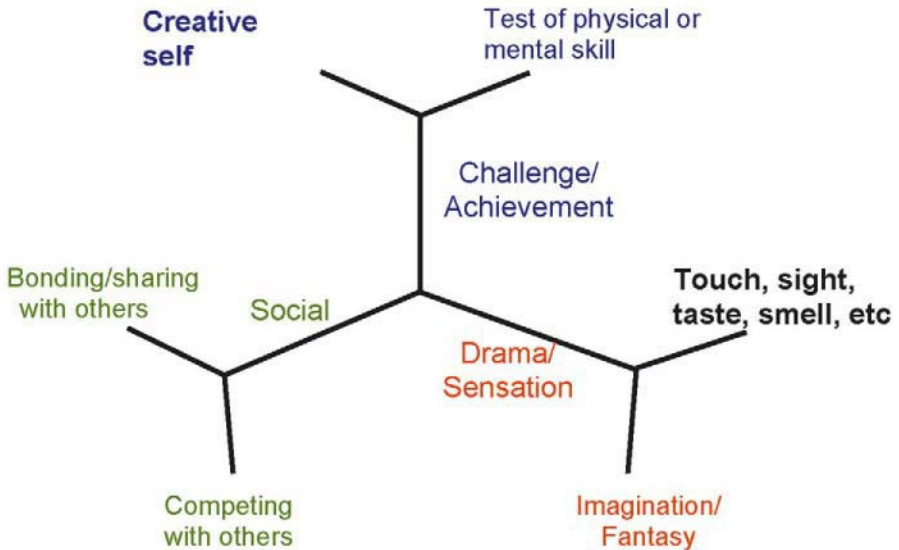 Creative
self
Test of physical or
mental skill
Challenge/
Achievement
Bonding/sharing
with others
Social
Touch, sight,
taste, smell, etc
Drama/
Sensation
Competing
with others
Imagination/
Fantasy